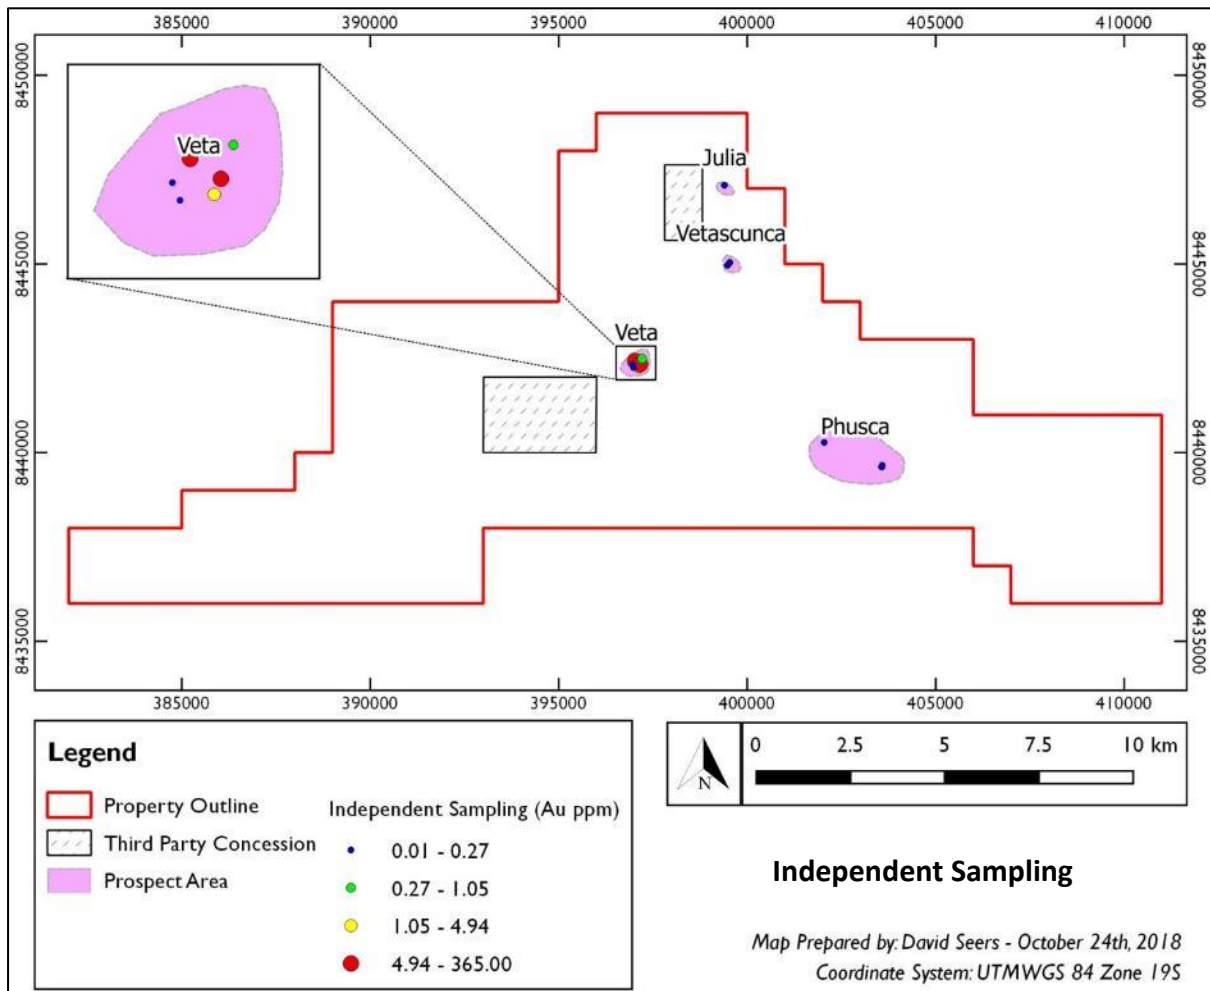 385000 390000 395000 400000 405000 410000
8450000 8450000
Veta
Julia
Vetascunca
8445000 8445000
Veta
Phusca
8440000 8440000
8435000 8435000
385000 390000 395000 400000 405000 410000
Legend
Property Outline
Third Party Concession
Prospect Area
Independent Sampling (Au ppm)
0.01 - 0.27
0.27 - 1.05
1.05 - 4.94
4.94 - 365.00
N
0 2.5 5 7.5 10 km
Independent Sampling
Map Prepared by: David Seers - October 24th, 2018
Coordinate System: UTMWGS 84 Zone 19S